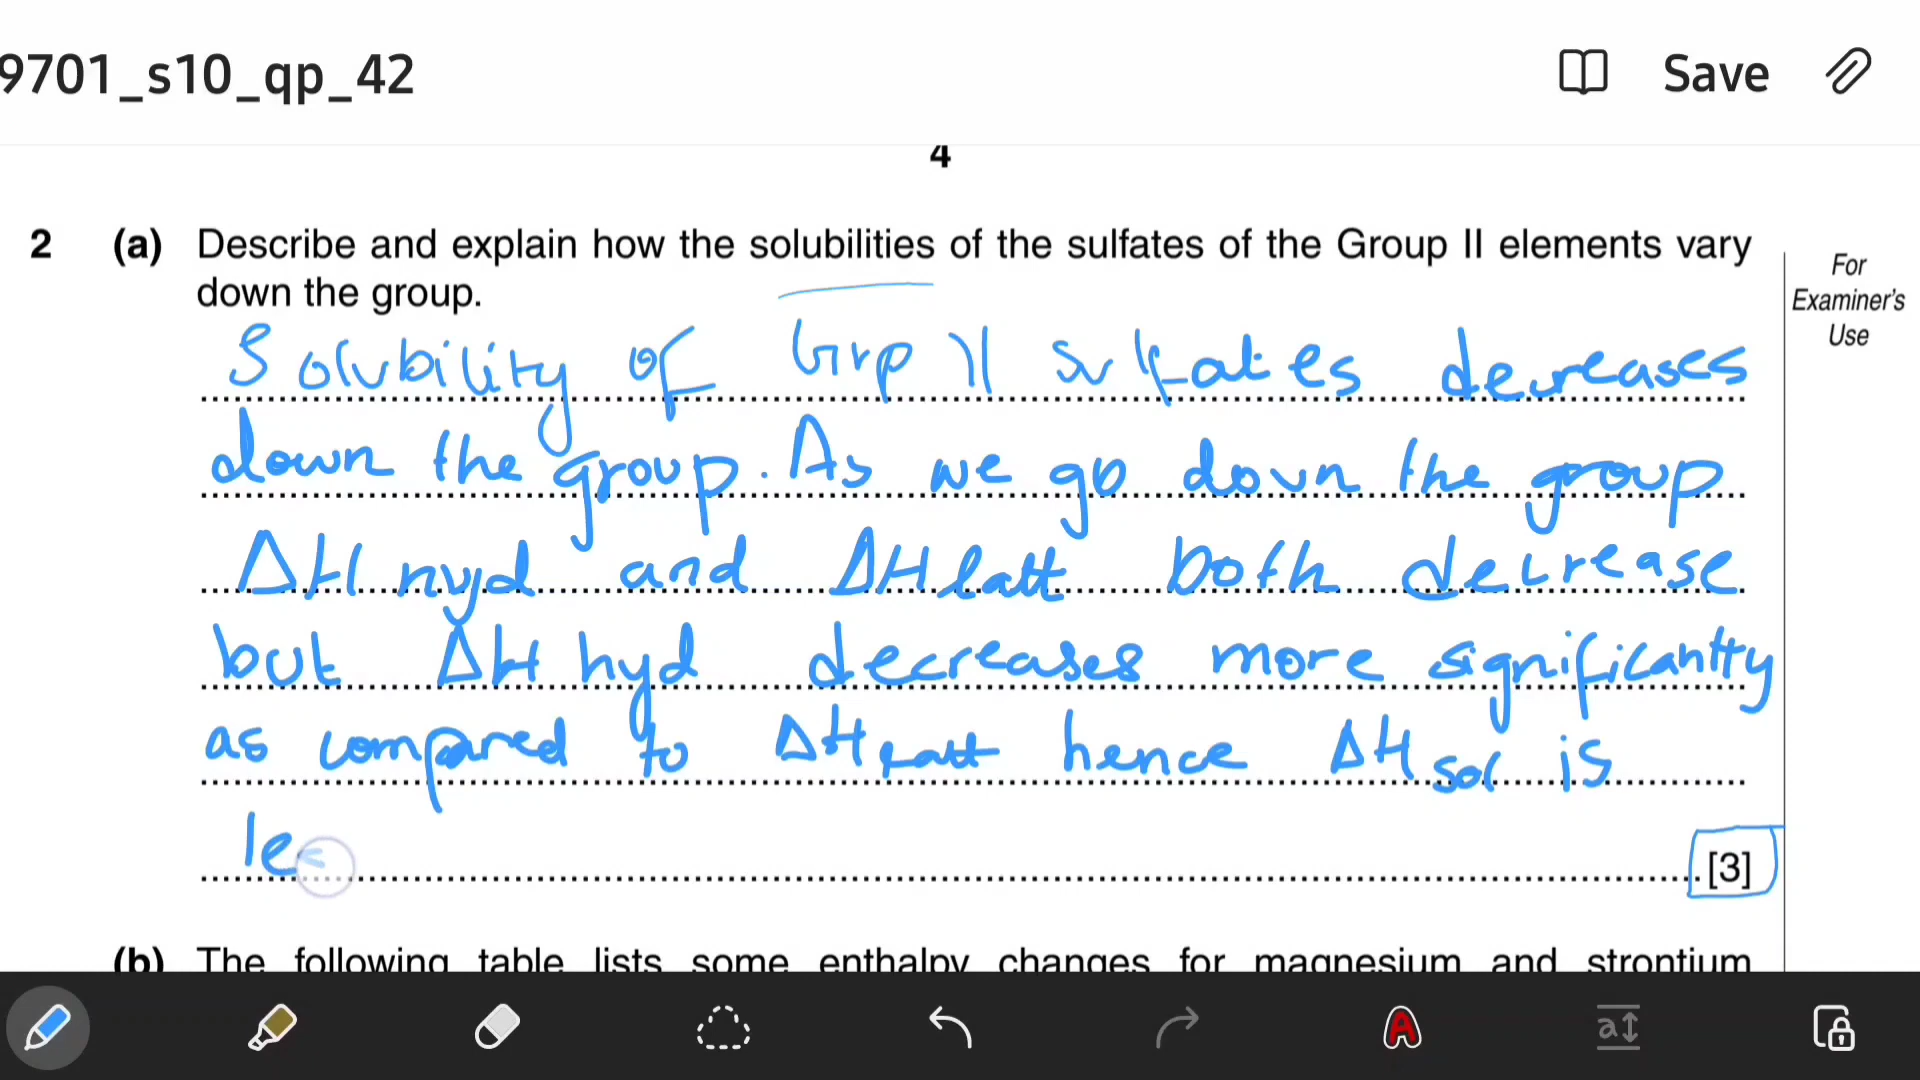 9701_s10_qp_42
Save
4
2 (a) Describe and explain how the solubilities of the sulfates of the Group II elements vary
down the group.
For
Examiner's
Use
Solubility of Grp II sulfates decreases
down the group. As we go down the group
ΔH hyd and ΔH latt both decrease
but ΔH hyd decreases more significantly
as compared to ΔH latt hence ΔH sol is
les
[3]
(b) The following table lists some enthalpy changes for magnesium and strontium
A
a